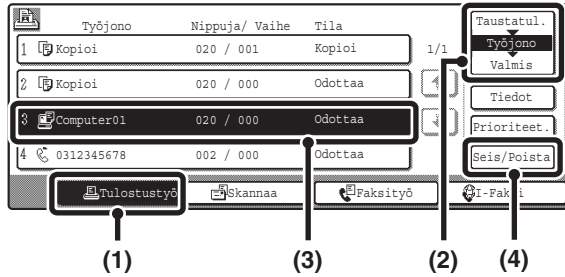 Työjono Nippuja/ Vaihe Tila
1 Kopioi 020 / 001 Kopioi
2 Kopioi 020 / 000 Odottaa
3 Computer01 020 / 000 Odottaa
4 0312345678 002 / 000 Odottaa
1/1
Taustatul.
Työjono
Valmis
Tiedot
Prioriteet.
Seis/Poista
Tulostustyö Skannaa Faksityö I-Faksi
(1) (3) (2) (4)